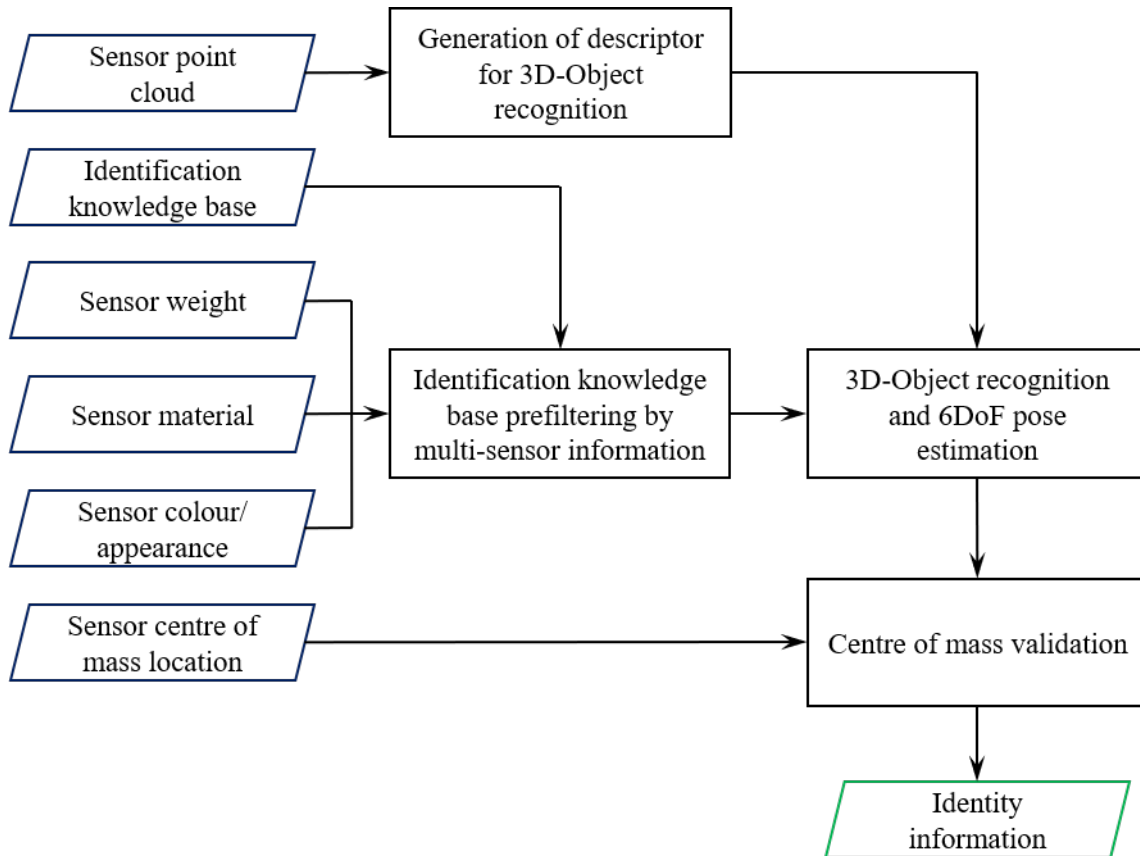 Sensor point
cloud
Generation of descriptor
for 3D-Object
recognition
Identification
knowledge base
Sensor weight
Sensor material
Identification knowledge
base prefiltering by
multi-sensor information
3D-Object recognition
and 6DoF pose
estimation
Sensor colour/
appearance
Sensor centre of
mass location
Centre of mass validation
Identity
information